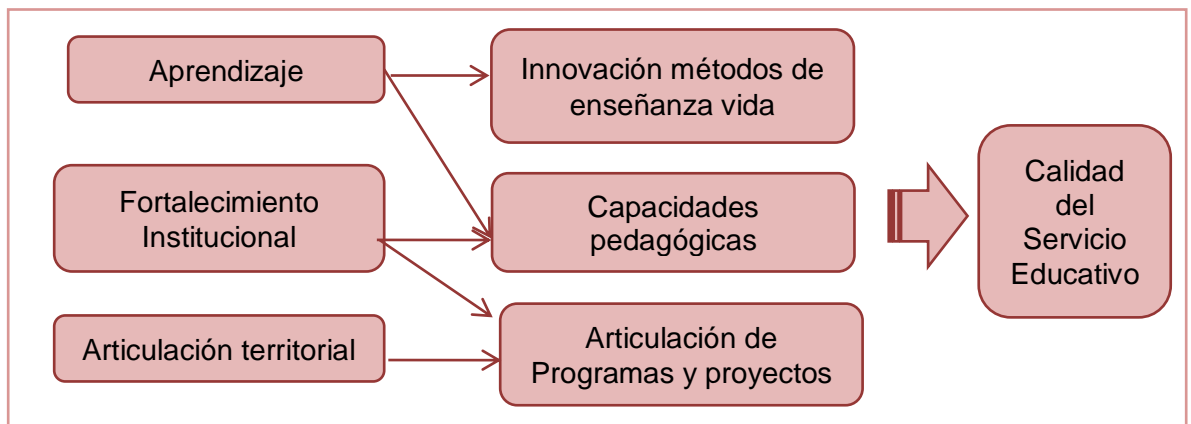 Aprendizaje
Innovación métodos de
enseñanza vida
Fortalecimiento
Institucional
Capacidades
pedagógicas
Articulación territorial
Articulación de
Programas y proyectos
Calidad
del
Servicio
Educativo